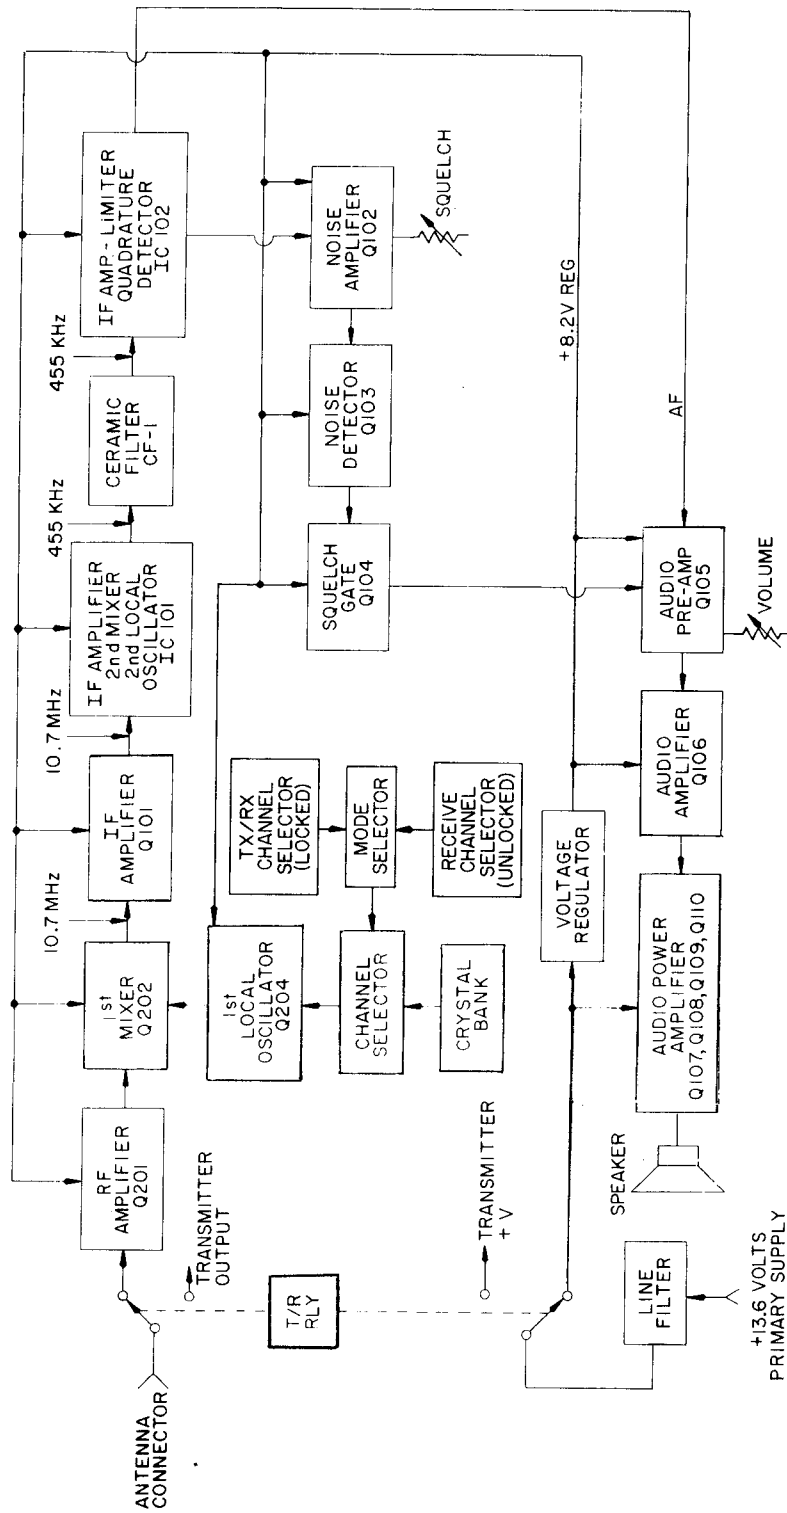 ANTENNA
CONNECTOR
RF
AMPLIFIER
Q201
1st
MIXER
Q202
10.7 MHz
IF
AMPLIFIER
Q101
10.7 MHz
IF AMPLIFIER
2nd MIXER
2nd LOCAL
OSCILLATOR
IC 101
455 KHz
CERAMIC
FILTER
CF-1
455 KHz
IF AMP.-LIMITER
QUADRATURE
DETECTOR
IC 102
TRANSMITTER
OUTPUT
T/R
RLY
TRANSMITTER
+ V
1st
LOCAL
OSCILLATOR
Q204
CHANNEL
SELECTOR
CRYSTAL
BANK
TX/RX
CHANNEL
SELECTOR
(LOCKED)
MODE
SELECTOR
RECEIVE
CHANNEL
SELECTOR
(UNLOCKED)
SQUELCH
GATE
Q104
NOISE
DETECTOR
Q103
NOISE
AMPLIFIER
Q102
SQUELCH
VOLTAGE
REGULATOR
+8.2V REG
AF
LINE
FILTER
+13.6 VOLTS
PRIMARY SUPPLY
SPEAKER
AUDIO POWER
AMPLIFIER
Q107, Q108, Q109, Q110
AUDIO
AMPLIFIER
Q106
AUDIO
PRE-AMP
Q105
VOLUME